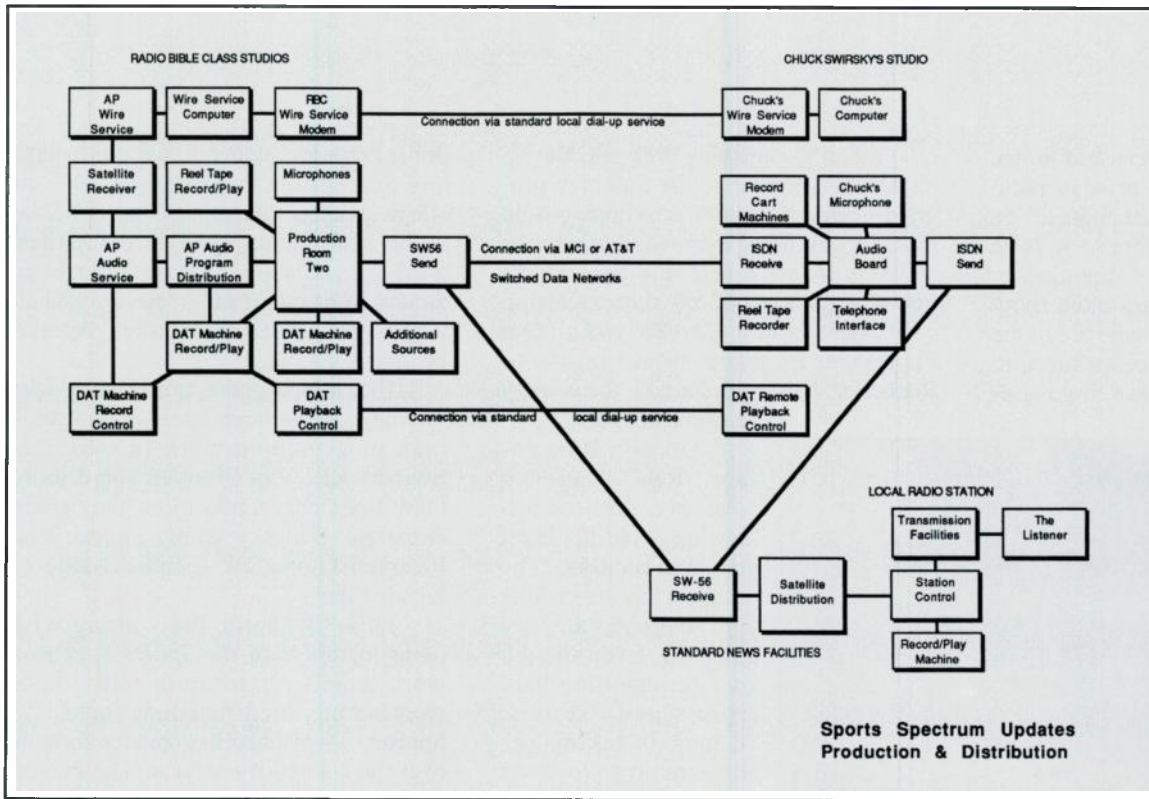 RADIO BIBLE CLASS STUDIOS
CHUCK SWIRSKY'S STUDIO
AP
Wire
Service
Wire Service
Computer
RBC
Wire Service
Modem
Connection via standard local dial-up service
Chuck's
Wire Service
Modem
Chuck's
Computer
Satellite
Receiver
Reel Tape
Record/Play
Microphones
Record
Cart
Machines
Chuck's
Microphone
AP
Audio
Service
AP Audio
Program
Distribution
Production
Room
Two
SW56
Send
Connection via MCI or AT&T
Switched Data Networks
ISDN
Receive
Audio
Board
ISDN
Send
DAT Machine
Record/Play
DAT Machine
Record/Play
Additional
Sources
Reel Tape
Recorder
Telephone
Interface
DAT Machine
Record
Control
DAT
Playback
Control
Connection via standard local dial-up service
DAT Remote
Playback
Control
LOCAL RADIO STATION
Transmission
Facilities
The
Listener
SW-56
Receive
Satellite
Distribution
Station
Control
Record/Play
Machine
STANDARD NEWS FACILITIES
Sports Spectrum Updates
Production & Distribution